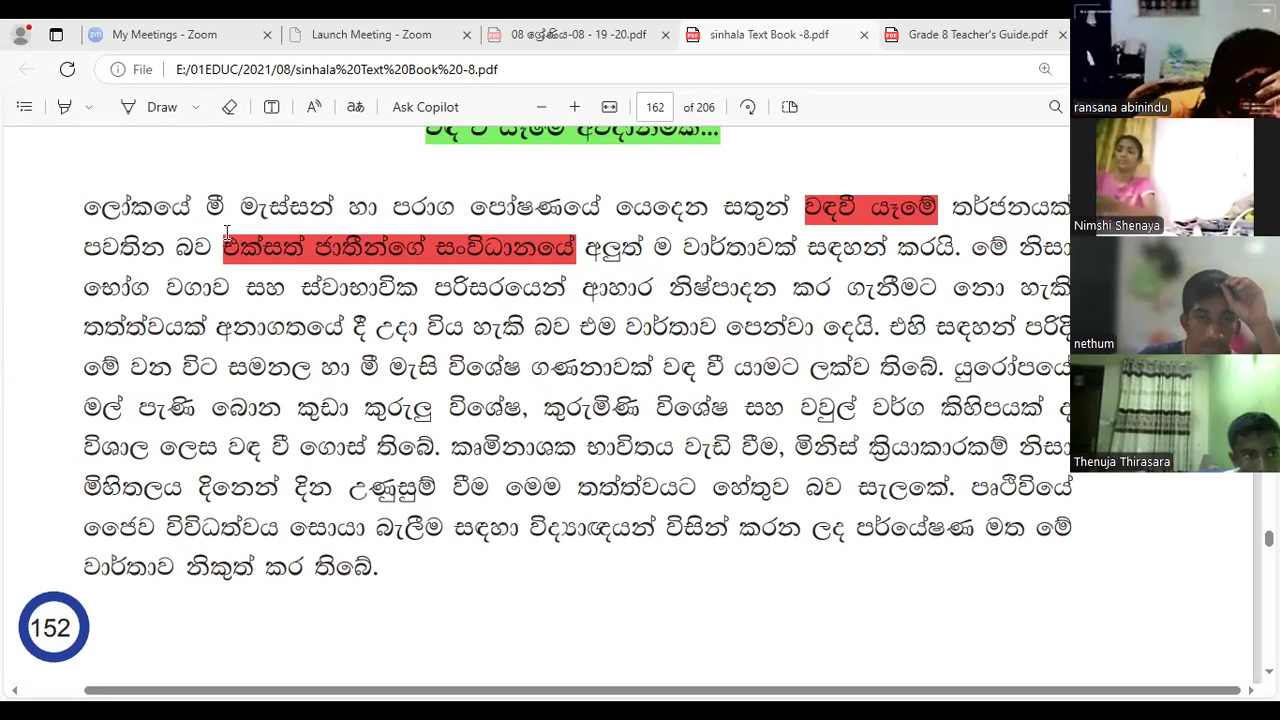 My Meetings - Zoom
Launch Meeting - Zoom
08 ශ්‍රේණිය-08 - 19 -20.pdf
sinhala Text Book -8.pdf
Grade 8 Teacher's Guide.pdf
File
E:/01EDUC/2021/08/sinhala%20Text%20Book%20-8.pdf
Draw
Ask Copilot
162
of 206
වඳ වී යෑමේ අවදානමක...
ලෝකයේ මී මැස්සන් හා පරාග පෝෂණයේ යෙදෙන සතුන් වඳවී යෑමේ තර්ජනයක්
පවතින බව එක්සත් ජාතීන්ගේ සංවිධානයේ අලුත් ම වාර්තාවක් සඳහන් කරයි. මේ නිසා
භෝග වගාව සහ ස්වාභාවික පරිසරයෙන් ආහාර නිෂ්පාදන කර ගැනීමට නො හැකි
තත්ත්වයක් අනාගතයේ දී උදා විය හැකි බව එම වාර්තාව පෙන්වා දෙයි. එහි සඳහන් පරිදි
මේ වන විට සමනල හා මී මැසි විශේෂ ගණනාවක් වඳ වී යාමට ලක්ව තිබේ. යුරෝපයේ
මල් පැණි බොන කුඩා කුරුලු විශේෂ, කුරුමිණි විශේෂ සහ වවුල් වර්ග කිහිපයක් ද
විශාල ලෙස වඳ වී ගොස් තිබේ. කෘමිනාශක භාවිතය වැඩි වීම, මිනිස් ක්‍රියාකාරකම් නිසා
මිහිතලය දිනෙන් දින උණුසුම් වීම මෙම තත්ත්වයට හේතුව බව සැලකේ. පෘථිවියේ
ජෛව විවිධත්වය සොයා බැලීම සඳහා විද්‍යාඥයන් විසින් කරන ලද පර්යේෂණ මත මේ
වාර්තාව නිකුත් කර තිබේ.
152
ransana abinindu
Nimshi Shenaya
nethum
Thenuja Thirasara